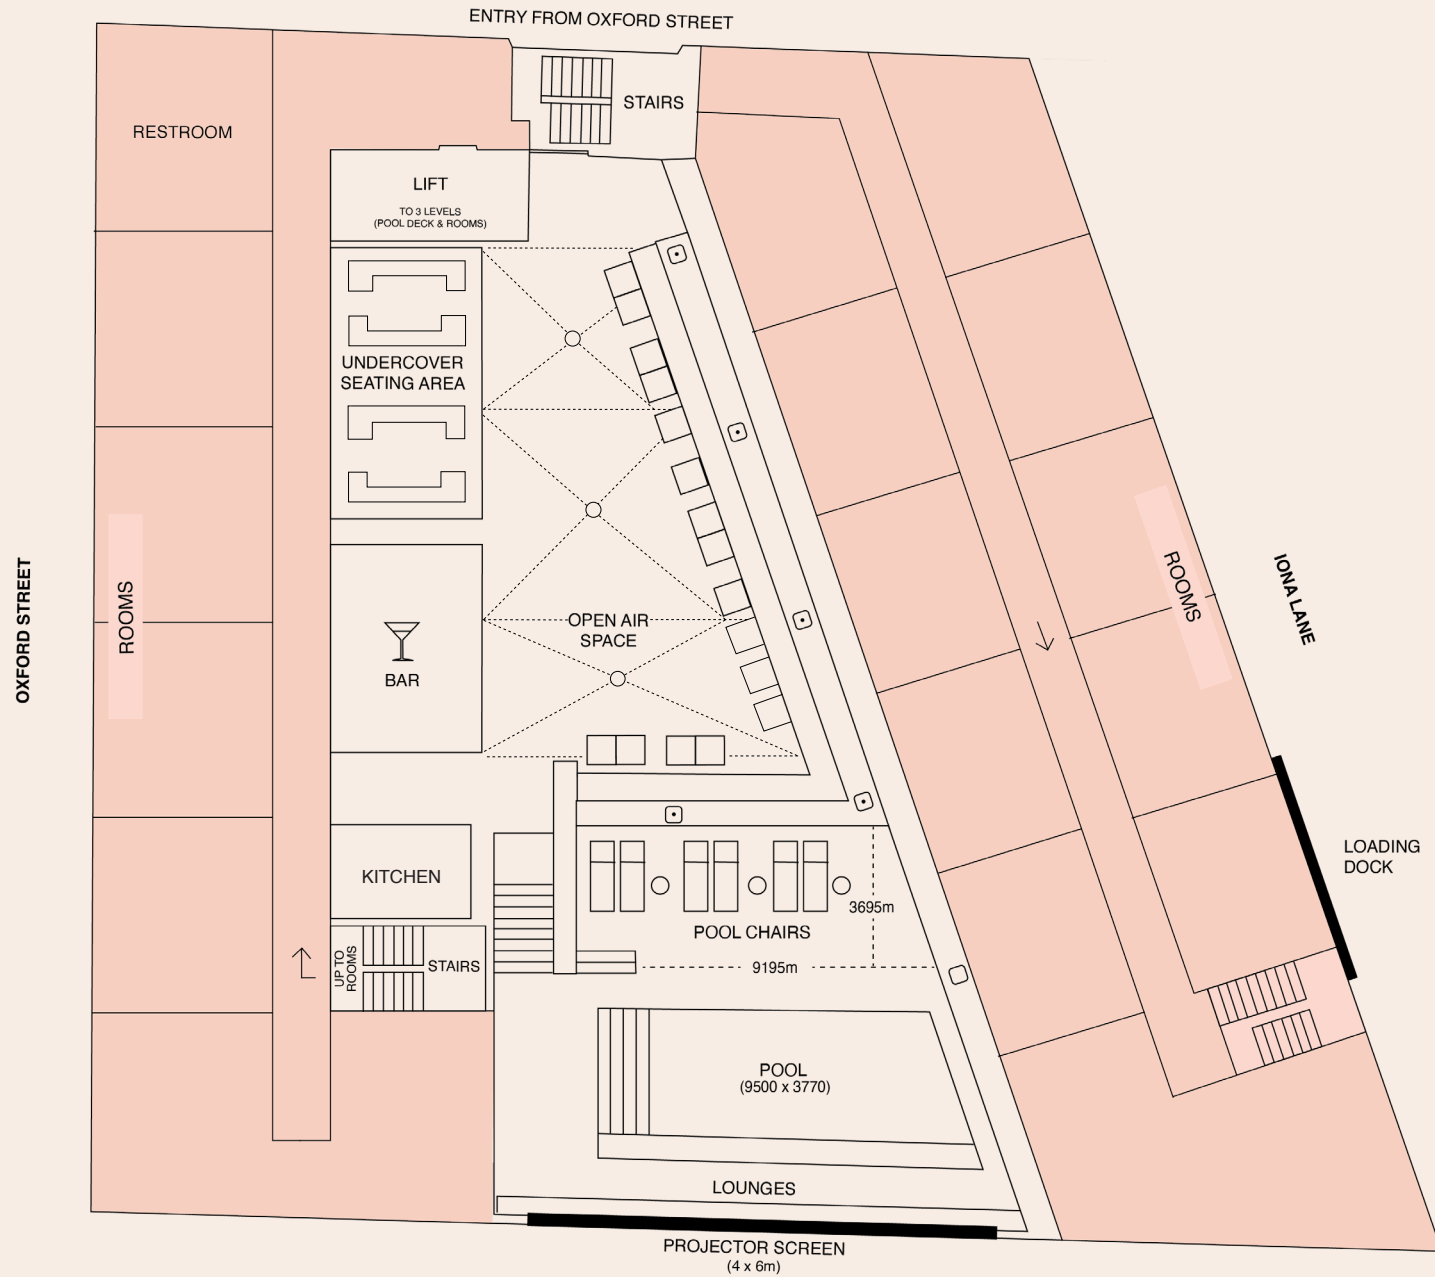 ENTRY FROM OXFORD STREET
STAIRS
RESTROOM
LIFT
TO 3 LEVELS
(POOL DECK & ROOMS)
UNDERCOVER
SEATING AREA
OXFORD STREET
ROOMS
OPEN AIR
SPACE
BAR
ROOMS
IONA LANE
LOADING
DOCK
KITCHEN
UP TO
ROOMS
STAIRS
POOL CHAIRS
3695m
9195m
POOL
(9500 x 3770)
LOUNGES
PROJECTOR SCREEN
(4 x 6m)